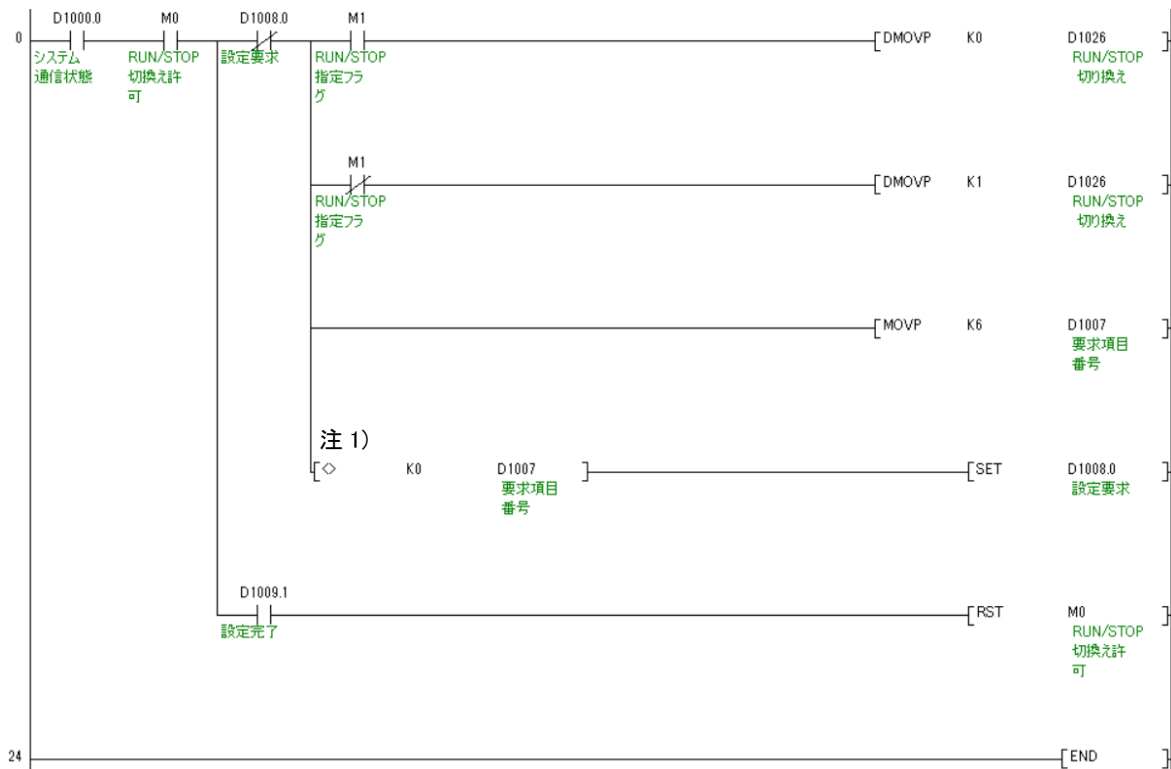 D1000.0 M0 D1008.0 M1
0 [DMOVP K0 D1026 ]
システム
通信状態
RUN/STOP
切換え許
可
設定要求
RUN/STOP
指定フラ
グ
RUN/STOP
切り換え
M1
[DMOVP K1 D1026 ]
RUN/STOP
指定フラ
グ
RUN/STOP
切り換え
[MOVP K6 D1007 ]
要求項目
番号
注 1)
[<> K0 D1007 ] [SET D1008.0 ]
要求項目
番号
設定要求
D1009.1
[RST M0 ]
設定完了
RUN/STOP
切換え許
可
24 [END ]